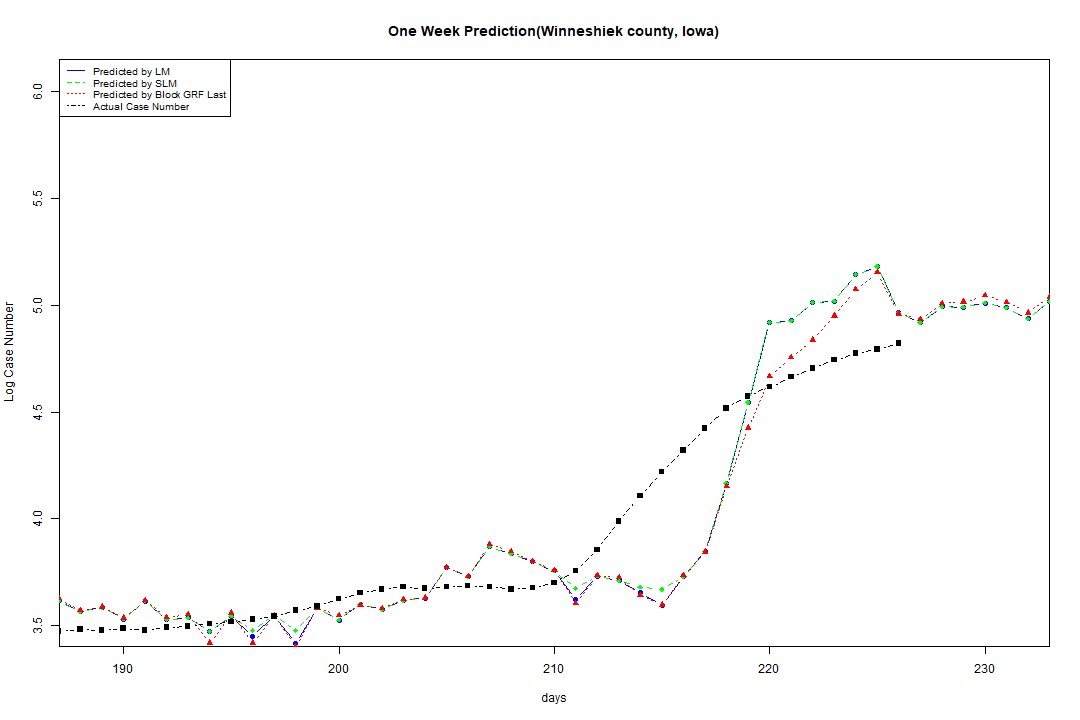 One Week Prediction(Winneshiek county, Iowa)
Predicted by LM
Predicted by SLM
Predicted by Block GRF Last
Actual Case Number
6.0
5.5
5.0
4.5
4.0
3.5
Log Case Number
190 200 210 220 230
days